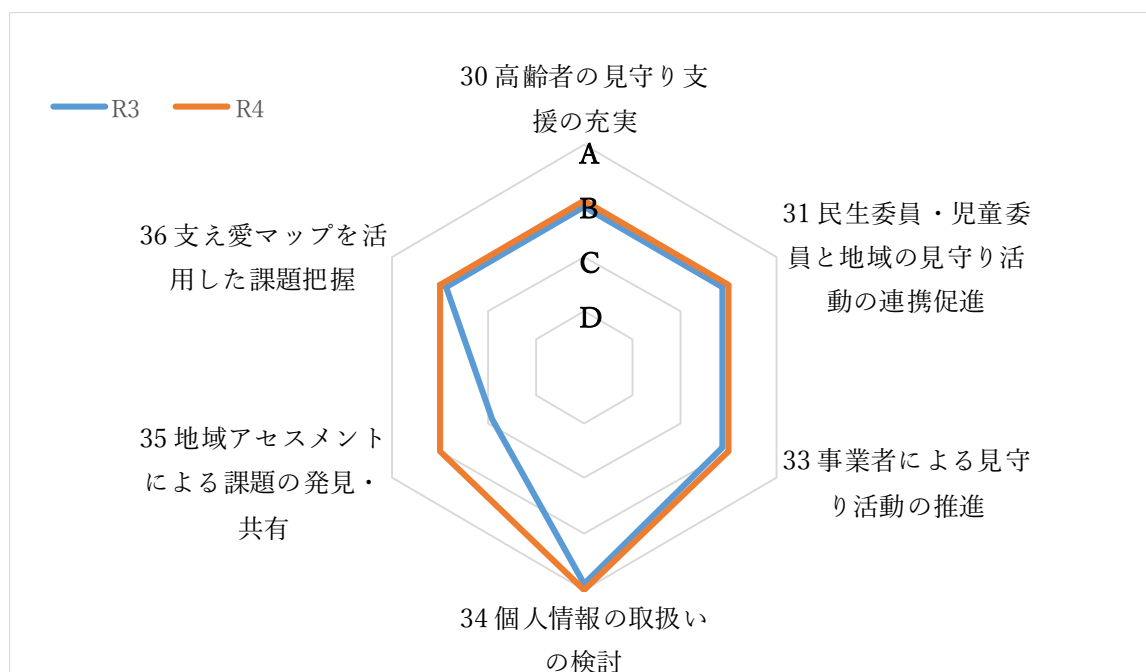 30 高齢者の見守り支
援の充実
R3
R4
A
B
C
D
31 民生委員・児童委
員と地域の見守り活
動の連携促進
33 事業者による見守
り活動の推進
34 個人情報の取扱い
の検討
35 地域アセスメント
による課題の発見・
共有
36 支え愛マップを活
用した課題把握